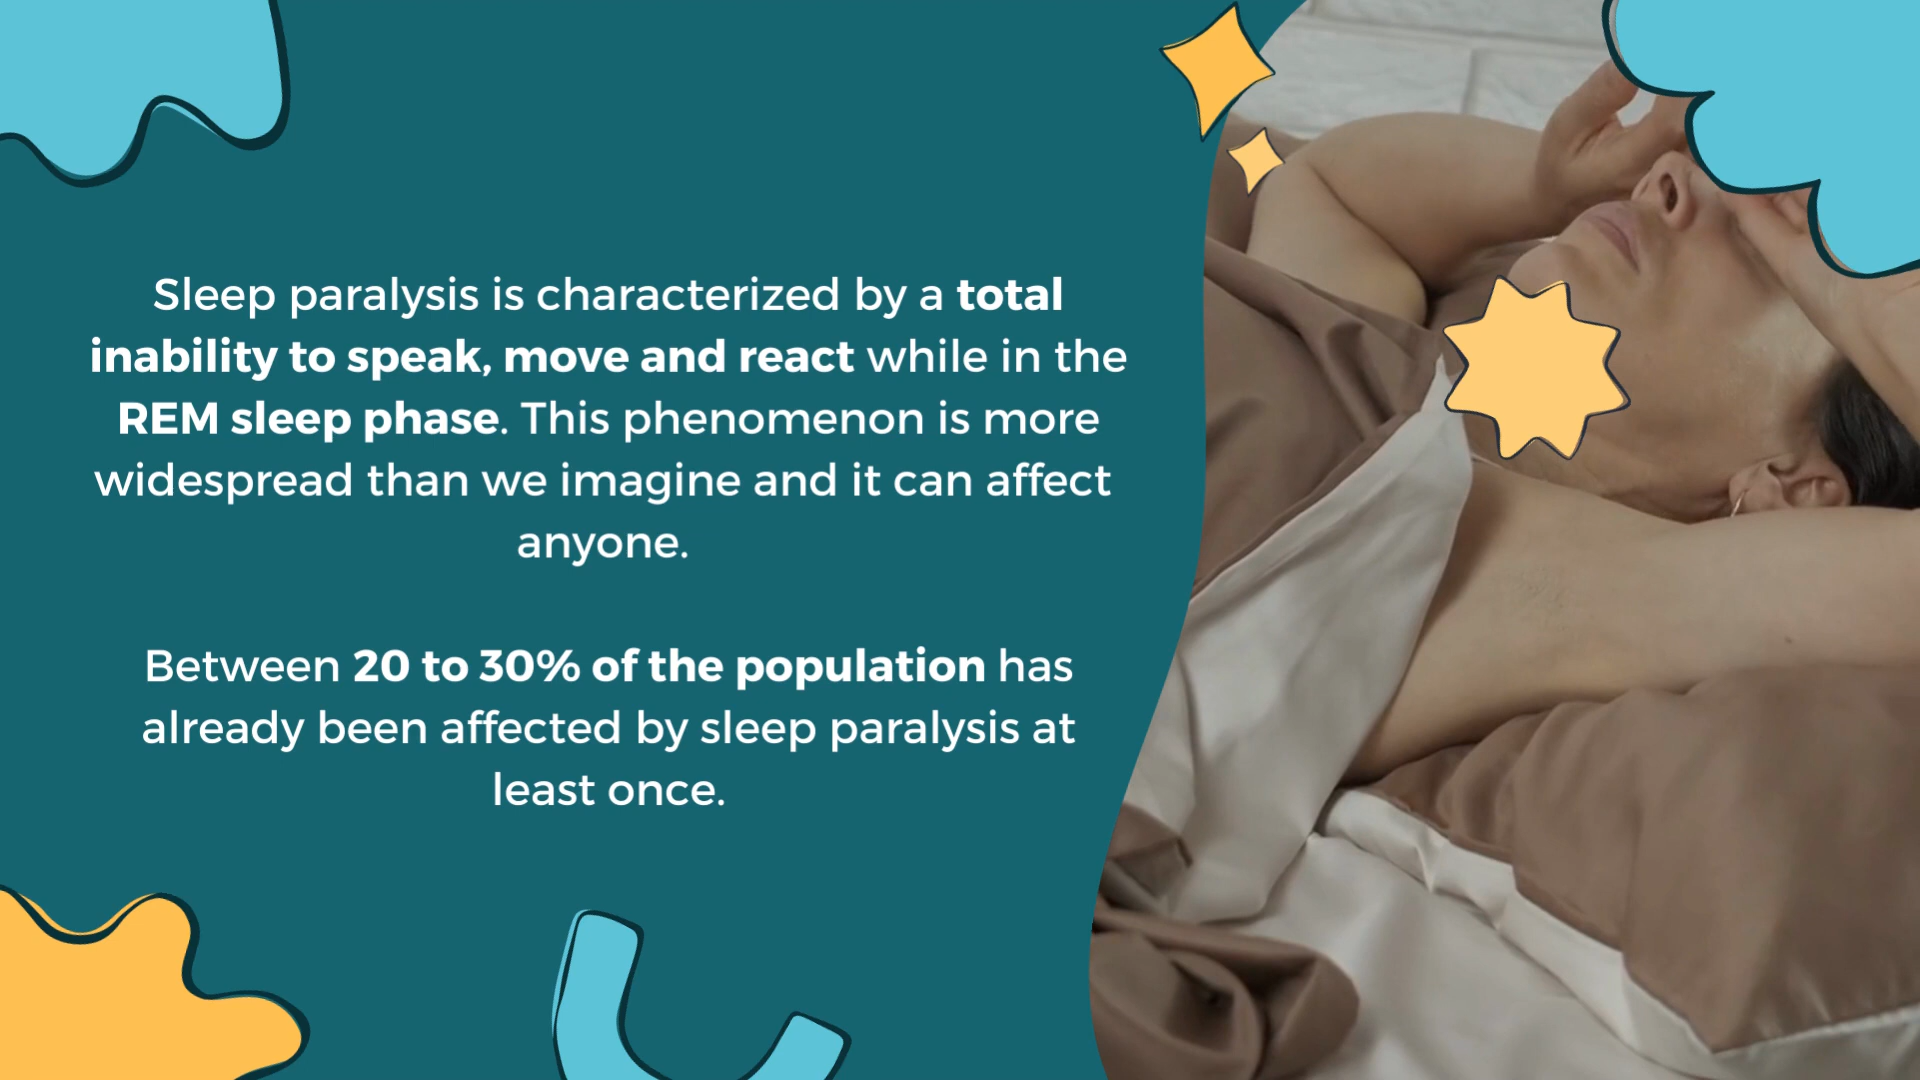 Sleep paralysis is characterized by a total
inability to speak, move and react while in the
REM sleep phase. This phenomenon is more
widespread than we imagine and it can affect
anyone.
Between 20 to 30% of the population has
already been affected by sleep paralysis at
least once.